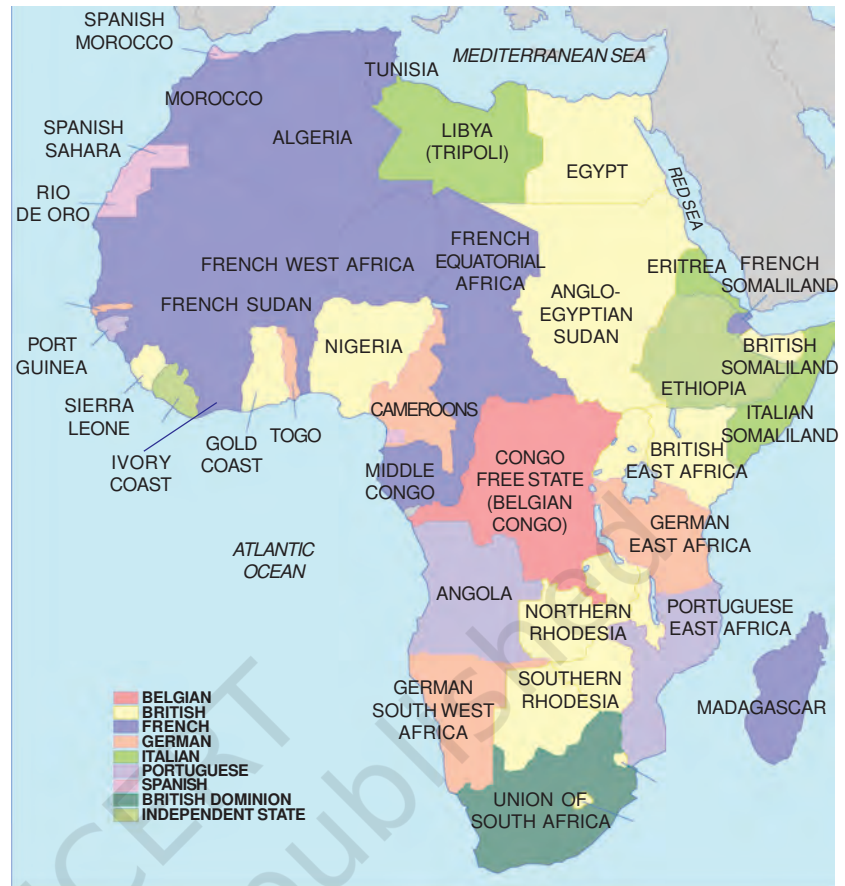 SPANISH
MOROCCO
MEDITERRANEAN SEA
TUNISIA
MOROCCO
ALGERIA
LIBYA
(TRIPOLI)
EGYPT
SPANISH
SAHARA
RIO
DE ORO
RED SEA
FRENCH WEST AFRICA
FRENCH
EQUATORIAL
AFRICA
ERITREA
FRENCH
SOMALILAND
FRENCH SUDAN
ANGLO-
EGYPTIAN
SUDAN
PORT
GUINEA
NIGERIA
BRITISH
SOMALILAND
ETHIOPIA
SIERRA
LEONE
IVORY
COAST
GOLD
COAST
TOGO
CAMEROONS
ITALIAN
SOMALILAND
MIDDLE
CONGO
CONGO
FREE STATE
(BELGIAN
CONGO)
BRITISH
EAST AFRICA
GERMAN
EAST AFRICA
ATLANTIC
OCEAN
ANGOLA
NORTHERN
RHODESIA
PORTUGUESE
EAST AFRICA
GERMAN
SOUTH WEST
AFRICA
SOUTHERN
RHODESIA
MADAGASCAR
UNION OF
SOUTH AFRICA
BELGIAN
BRITISH
FRENCH
GERMAN
ITALIAN
PORTUGUESE
SPANISH
BRITISH DOMINION
INDEPENDENT STATE
NCERT
published